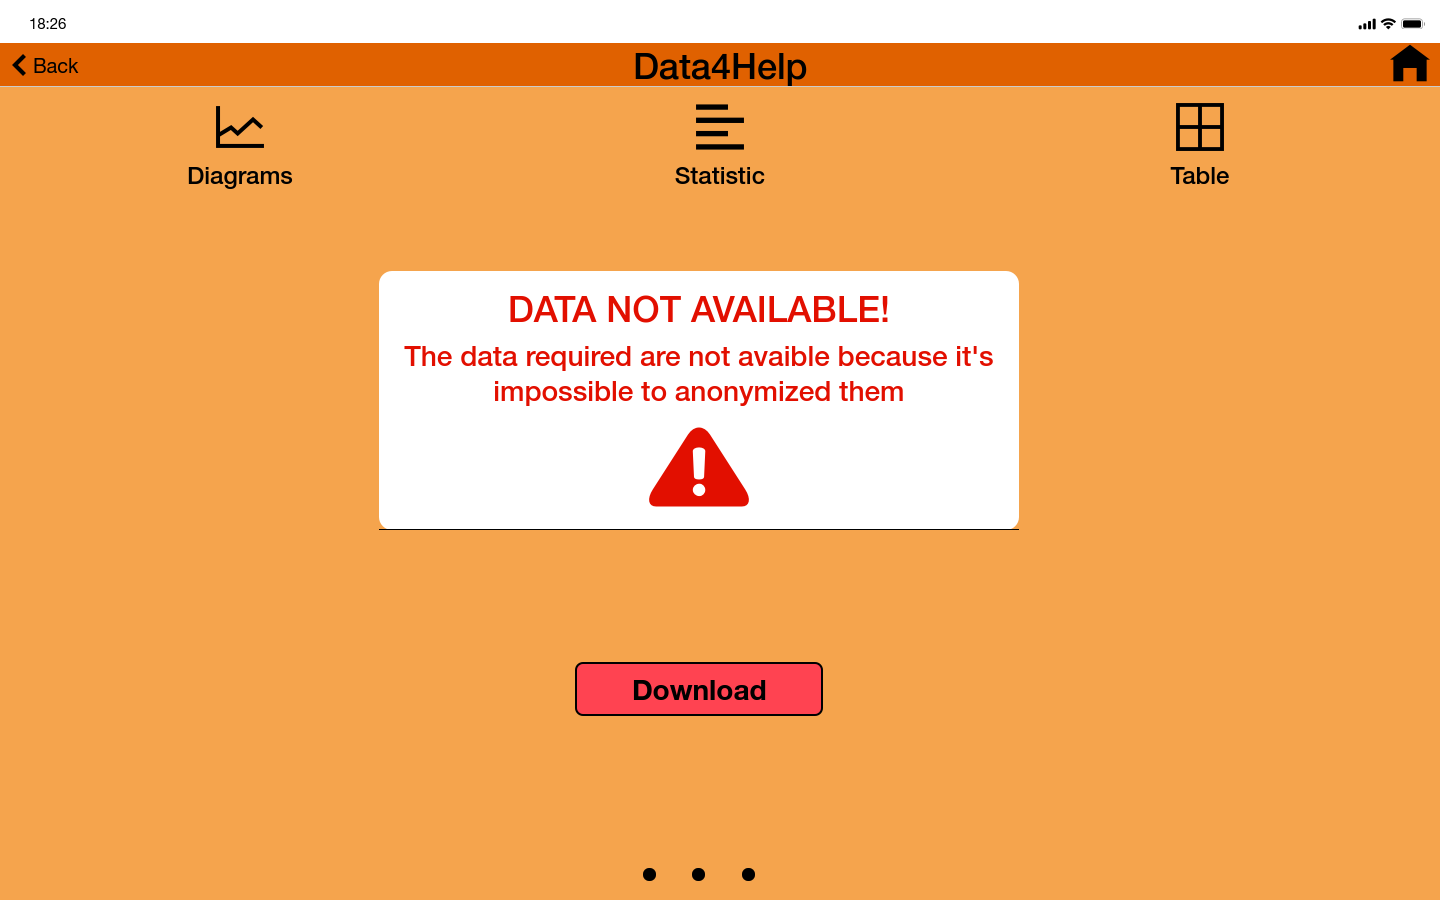 18:26
Back
Data4Help
Diagrams
Statistic
Table
DATA NOT AVAILABLE!
The data required are not avaible because it's
impossible to anonymized them
Download